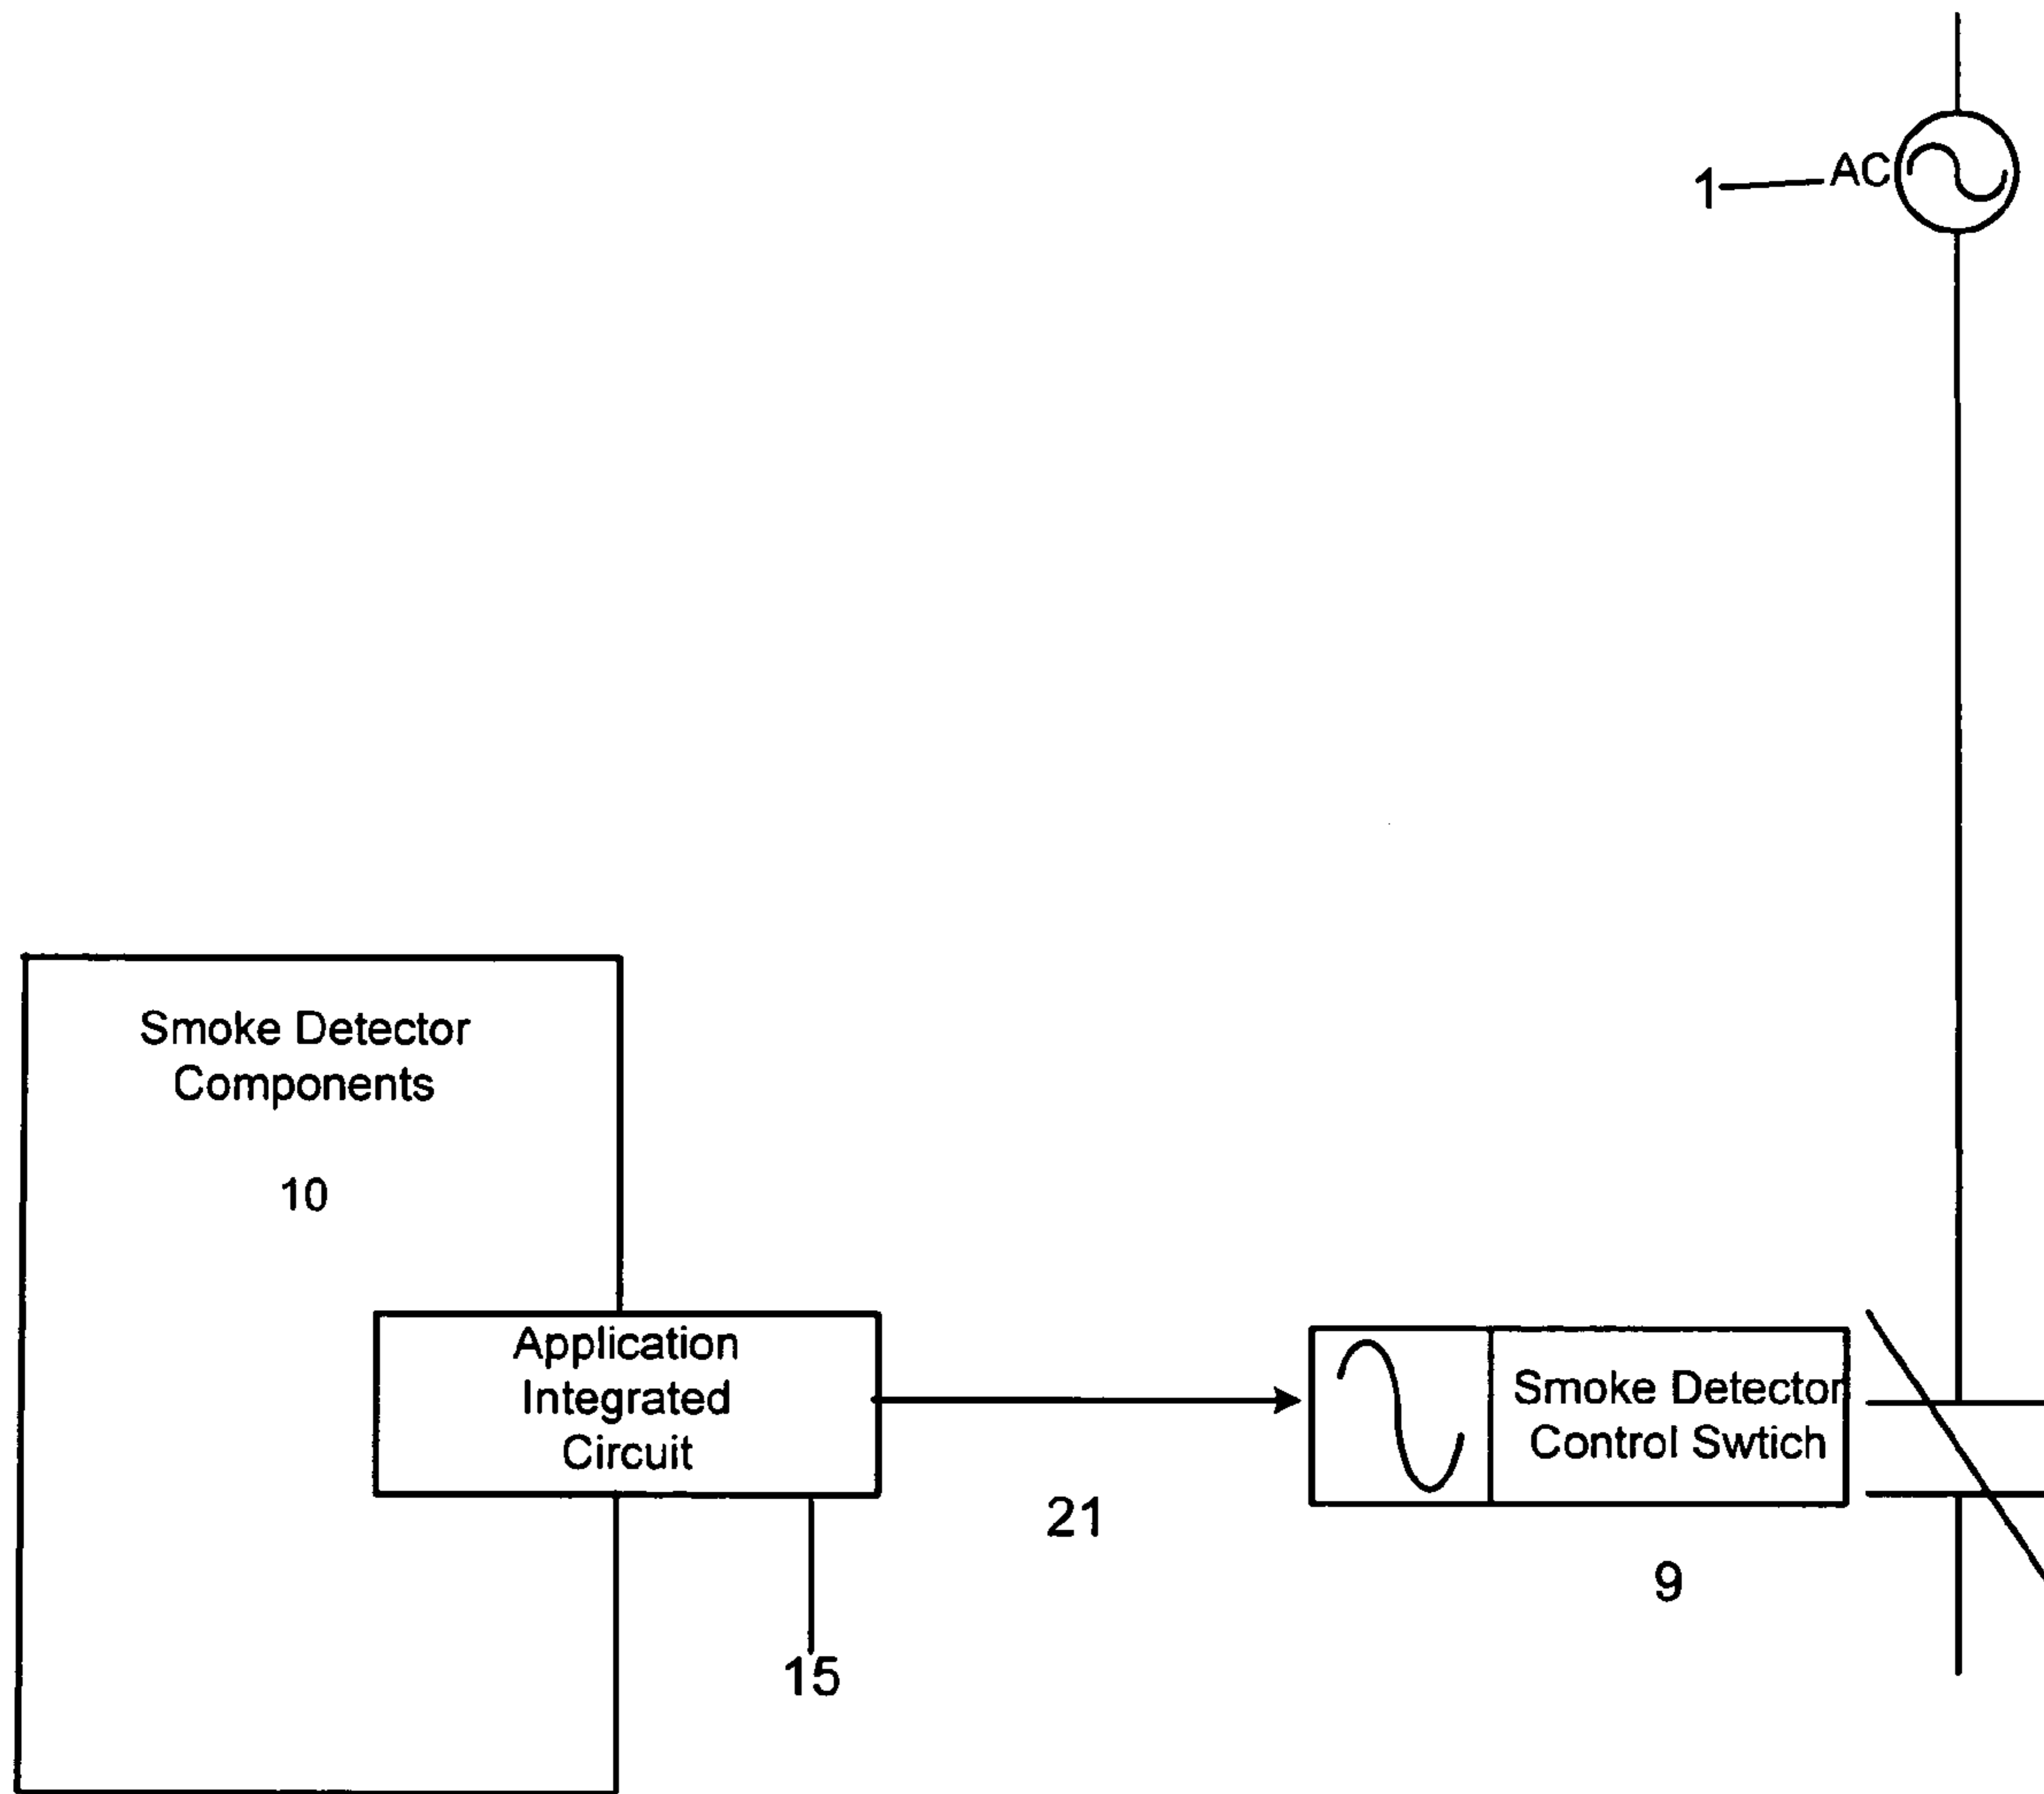 1
AC
Smoke Detector
Components
10
Application
Integrated
Circuit
Smoke Detector
Control Swtich
21
9
15